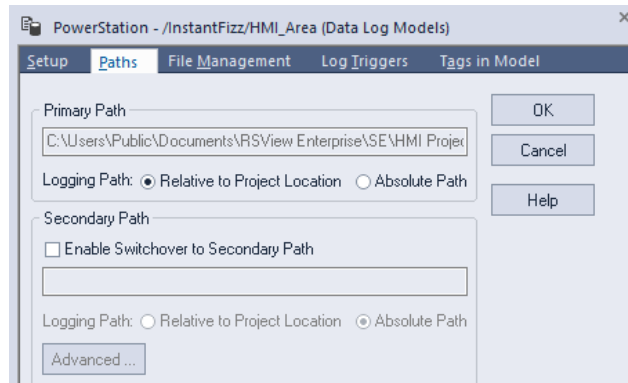 PowerStation - /InstantFizz/HMI_Area (Data Log Models)
Setup Paths File Management Log Triggers Tags in Model
Primary Path
C:\Users\Public\Documents\RSView Enterprise\SE\HMI Projec
Logging Path: Relative to Project Location Absolute Path
OK
Cancel
Help
Secondary Path
Enable Switchover to Secondary Path
Logging Path: Relative to Project Location Absolute Path
Advanced ...